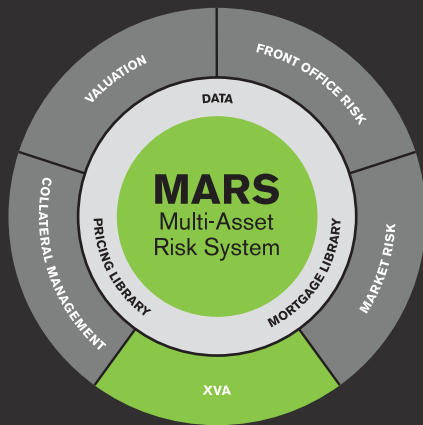 VALUATION
FRONT OFFICE RISK
DATA
MARS
Multi-Asset
Risk System
COLLATERAL MANAGEMENT
PRICING LIBRARY
MORTGAGE LIBRARY
MARKET RISK
XVA